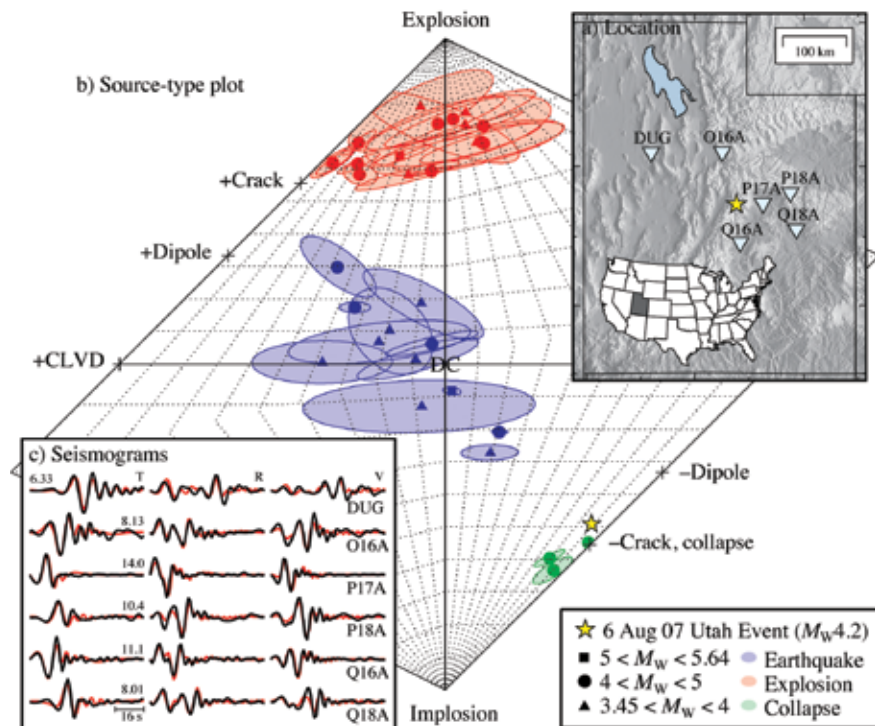 Explosion
a) Location
100 km
b) Source-type plot
DUG
O16A
P17A
P18A
Q16A
Q18A
+Crack
+Dipole
+CLVD
DC
c) Seismograms
T
R
V
6.33
DUG
8.13
O16A
14.0
P17A
10.4
P18A
11.1
Q16A
8.01
16 s
Q18A
–Dipole
–Crack, collapse
Implosion
6 Aug 07 Utah Event (MW4.2)
5 < MW < 5.64
Earthquake
4 < MW < 5
Explosion
3.45 < MW < 4
Collapse